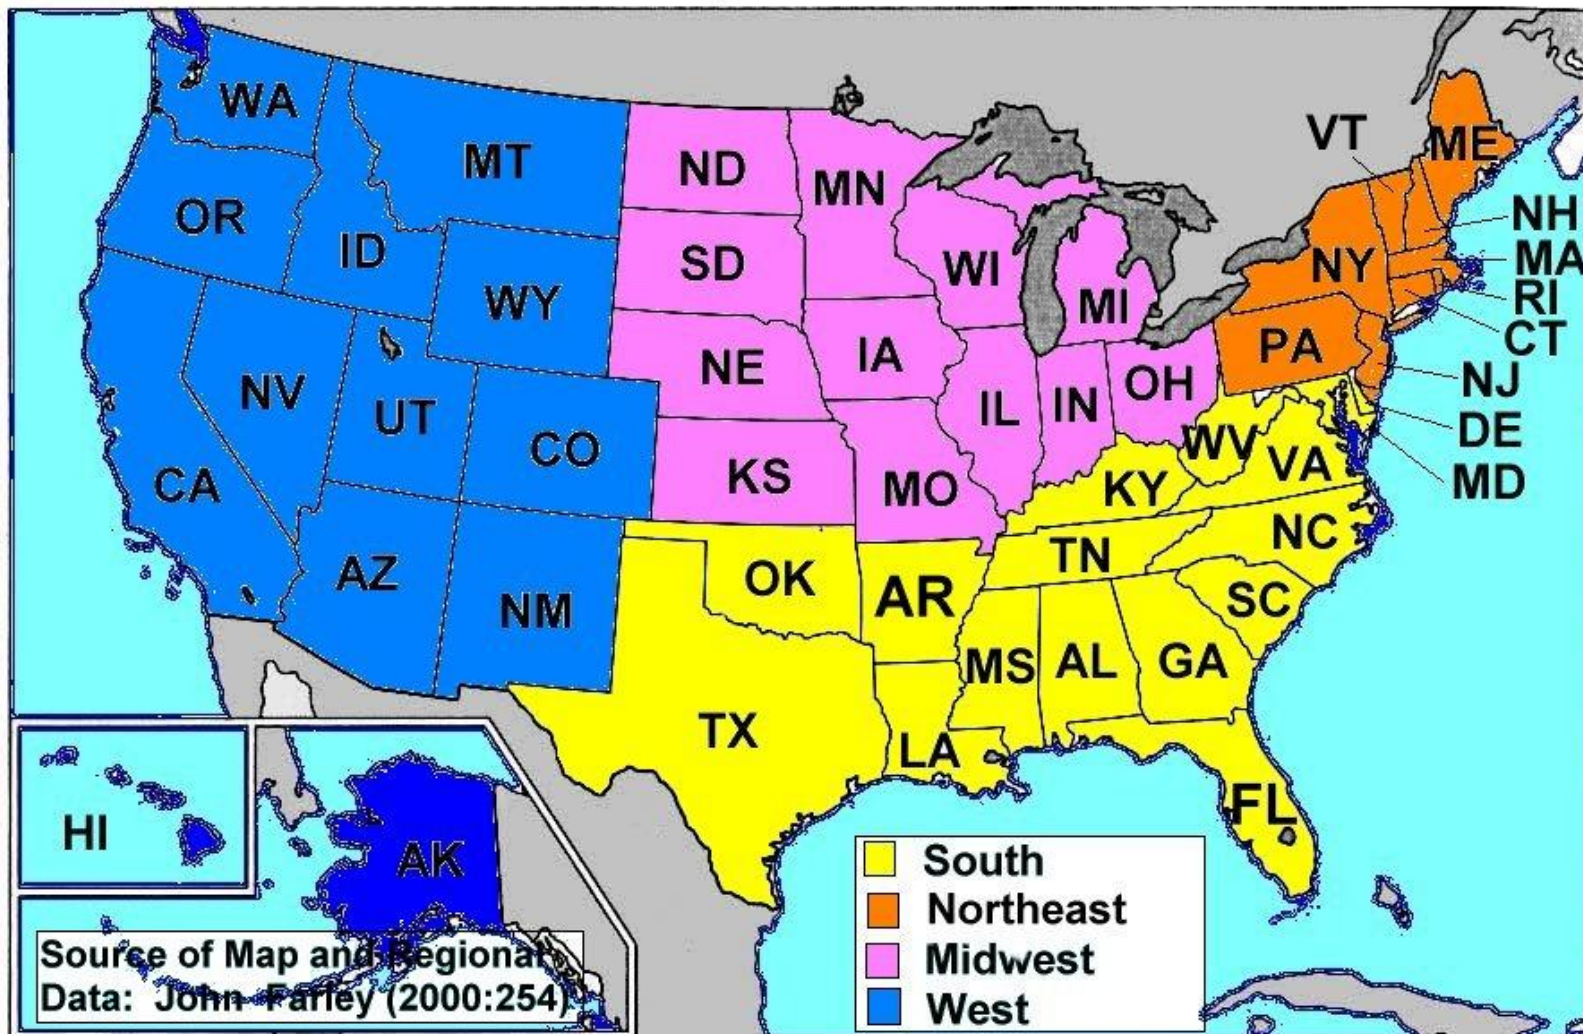 WA
MT
ND
MN
VT
ME
OR
ID
SD
WI
MI
NY
NH
MA
RI
CT
WY
NE
IA
IL
IN
OH
PA
NJ
DE
MD
NV
UT
CO
KS
MO
KY
WV
VA
CA
AZ
NM
OK
AR
TN
NC
SC
TX
LA
MS
AL
GA
FL
HI
AK
South
Northeast
Midwest
West
Source of Map and Regional
Data: John Farley (2000:254)